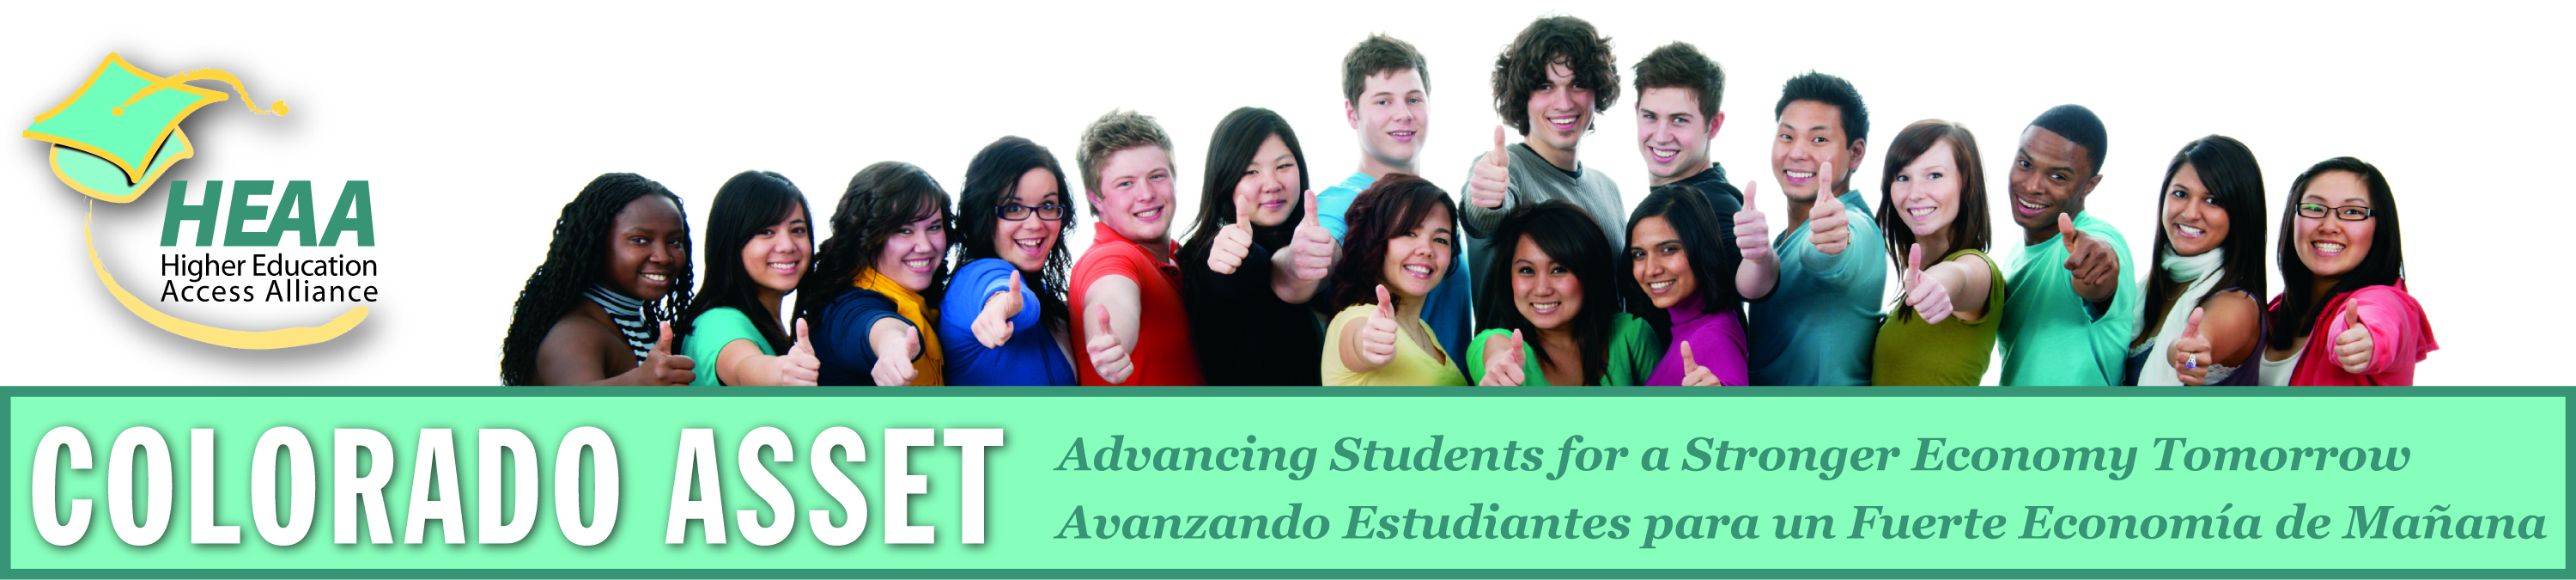 HEAA
Higher Education
Access Alliance
COLORADO ASSET
Advancing Students for a Stronger Economy Tomorrow
Avanzando Estudiantes para un Fuerte Economía de Mañana